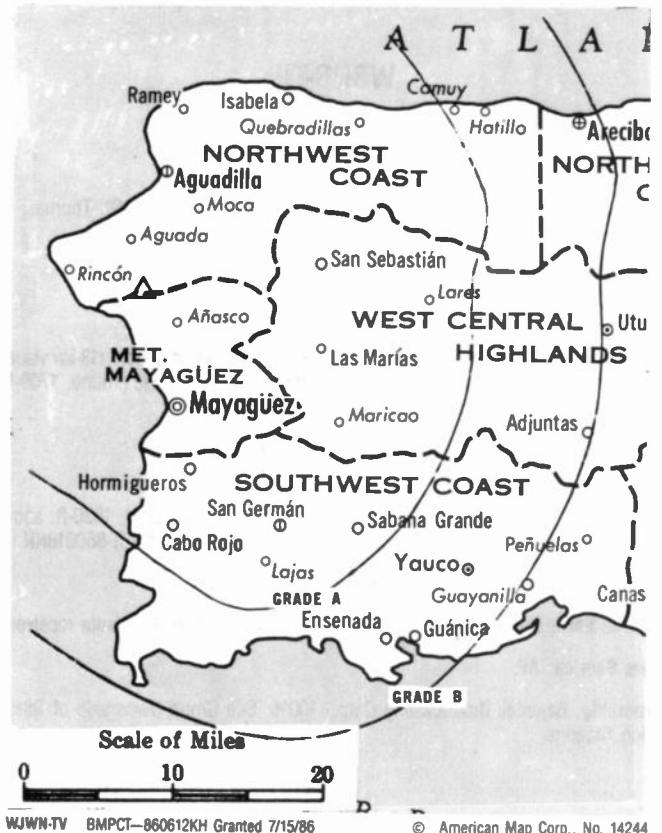 A T L A
Ramey
Isabela
Camuy
Quebradillas
Hatillo
Arecibo
NORTHWEST
COAST
NORTH
C
Aguadilla
Moca
Aguada
Rincón
San Sebastián
Lares
Añasco
WEST CENTRAL
HIGHLANDS
Utu
MET.
MAYAGÜEZ
Las Marías
Mayagüez
Maricao
Adjuntas
Hormigueros
SOUTHWEST COAST
San Germán
Sabana Grande
Cabo Rojo
Peñuelas
Lajas
Yauco
Guayanilla
Canas
GRADE A
Ensenada
Guánica
GRADE B
Scale of Miles
0 10 20
WJWN-TV BMPCT—860612KH Granted 7/15/86
© American Map Corp., No. 14244